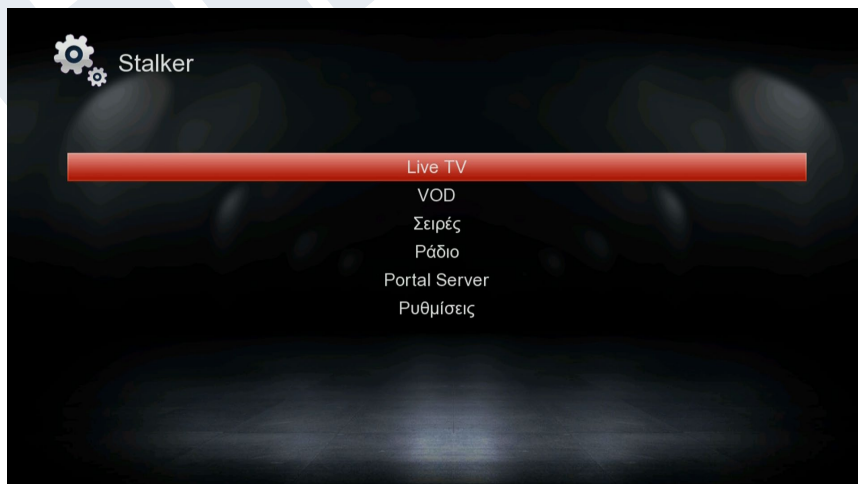 Stalker
Live TV
VOD
Σειρές
Ράδιο
Portal Server
Ρυθμίσεις